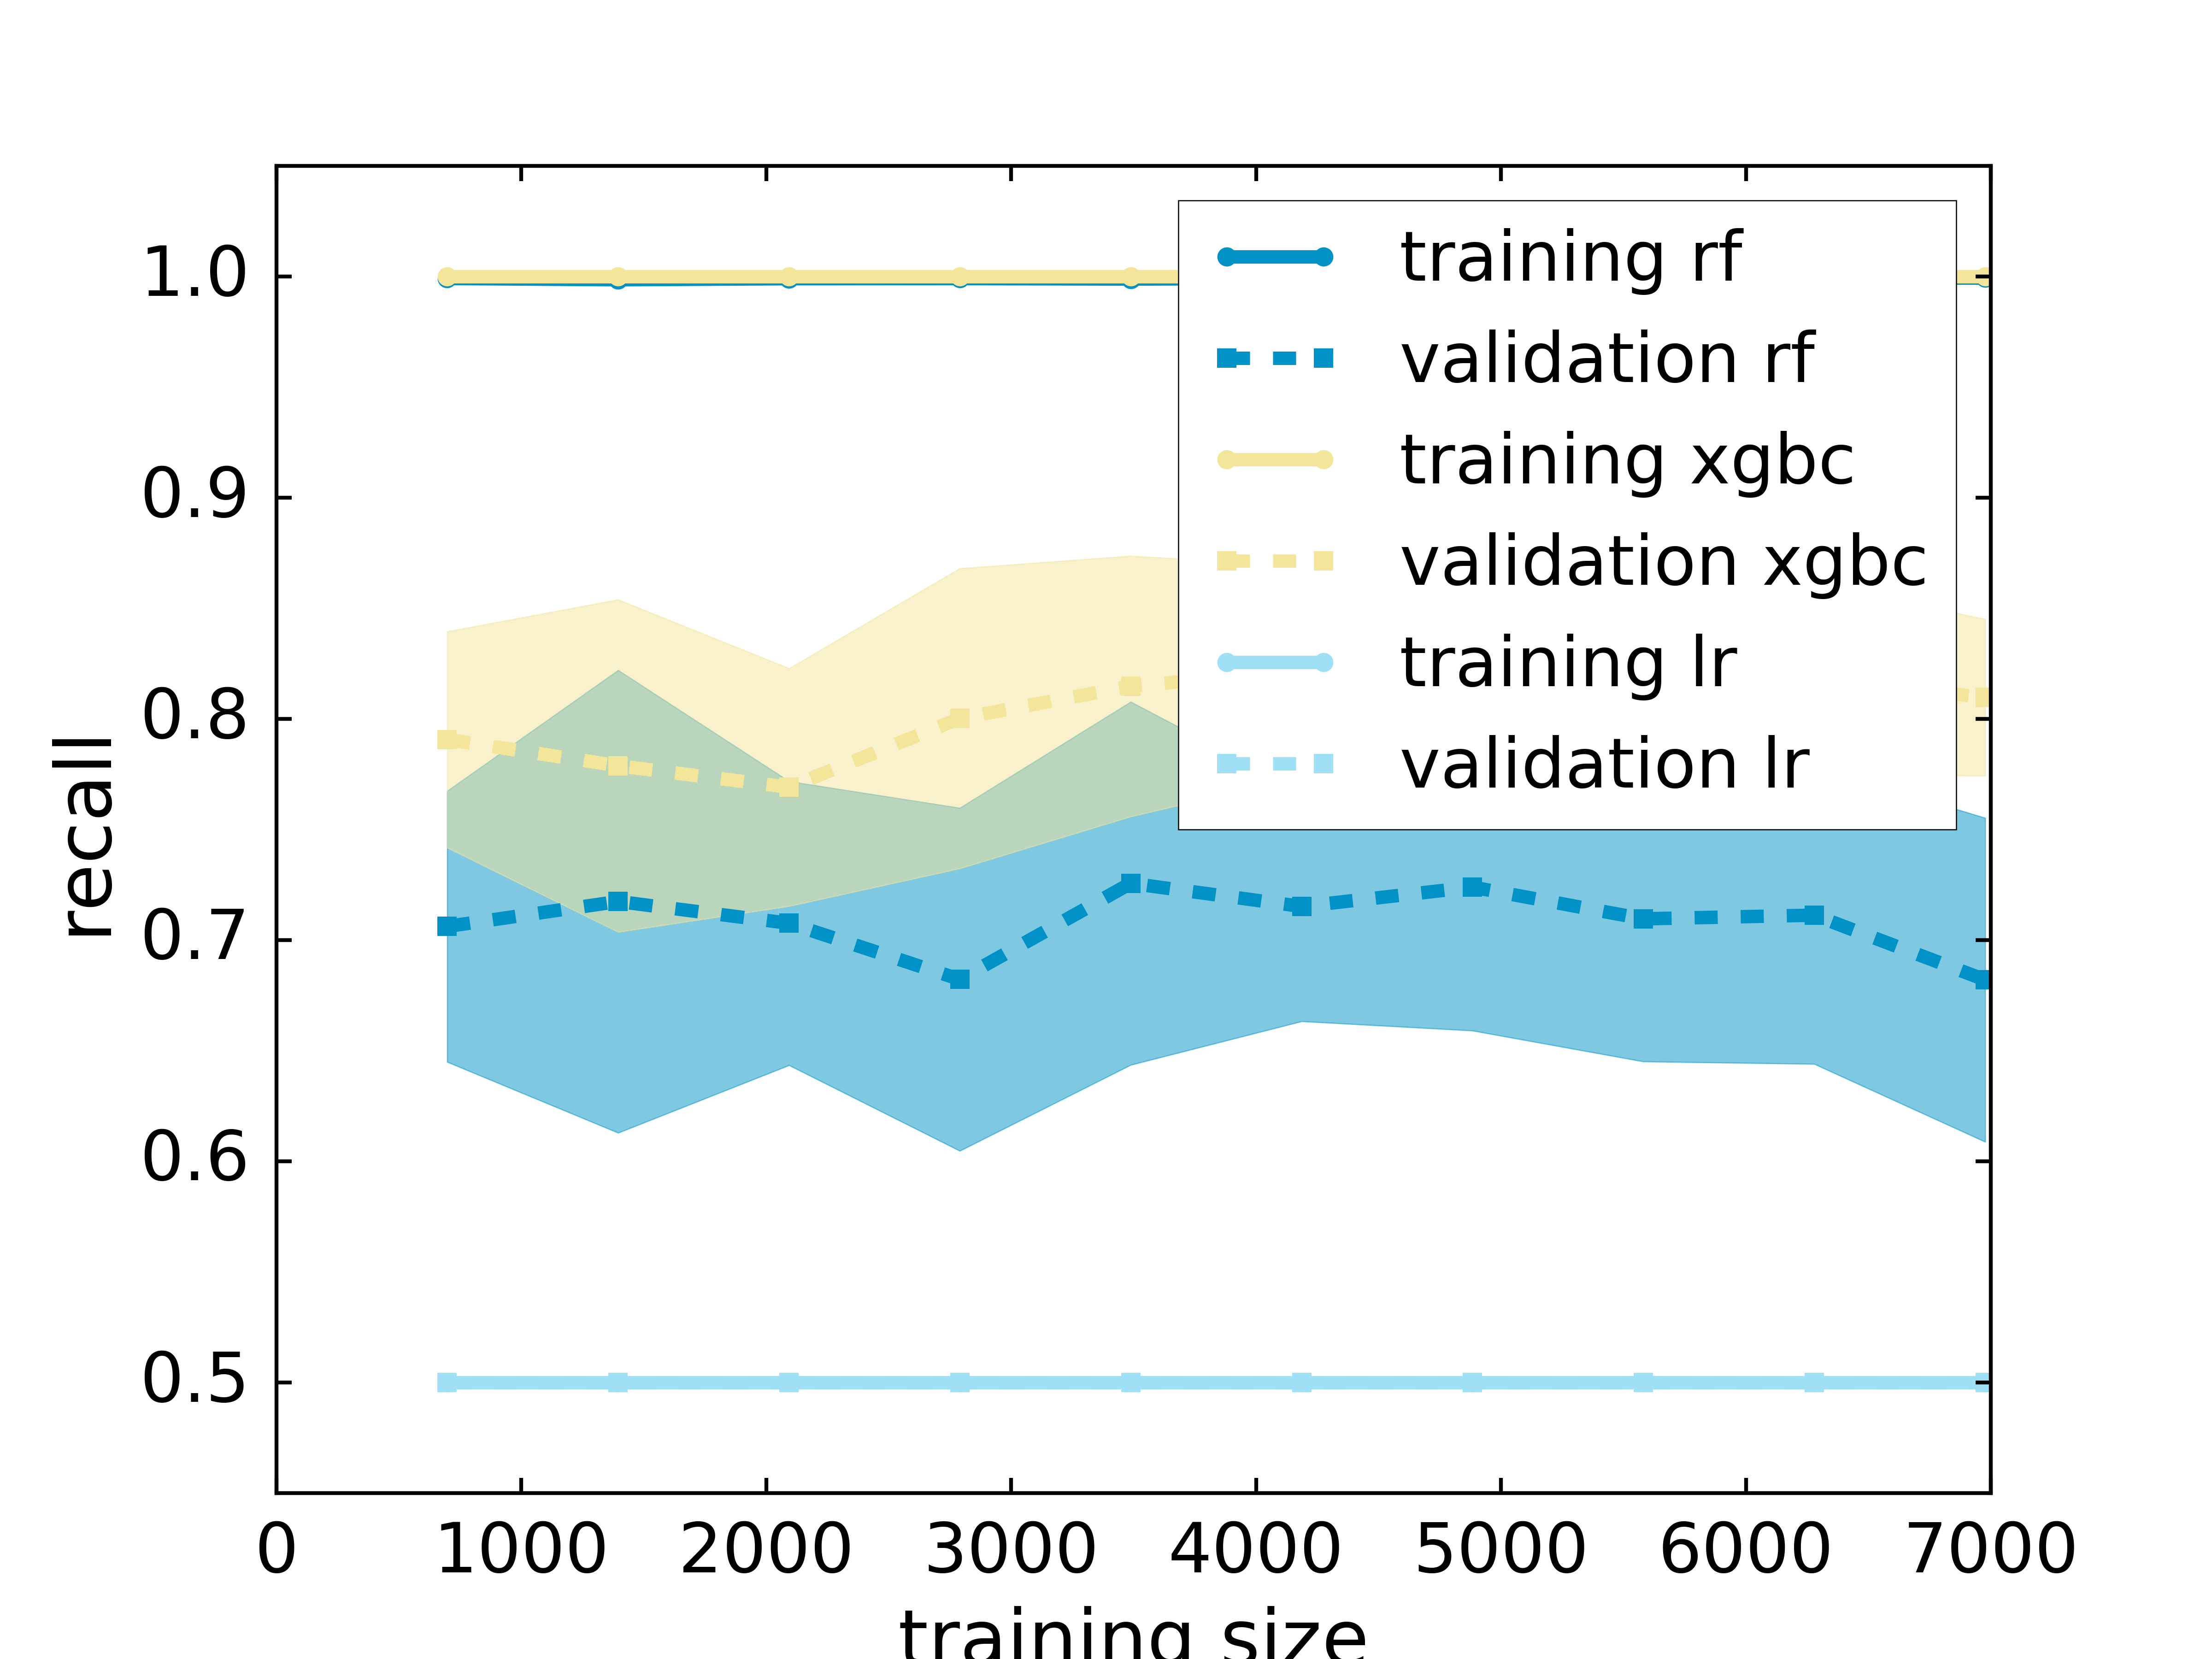 1.0
0.9
0.8
0.7
0.6
0.5
recall
training rf
validation rf
training xgbc
validation xgbc
training lr
validation lr
0 1000 2000 3000 4000 5000 6000 7000
training size